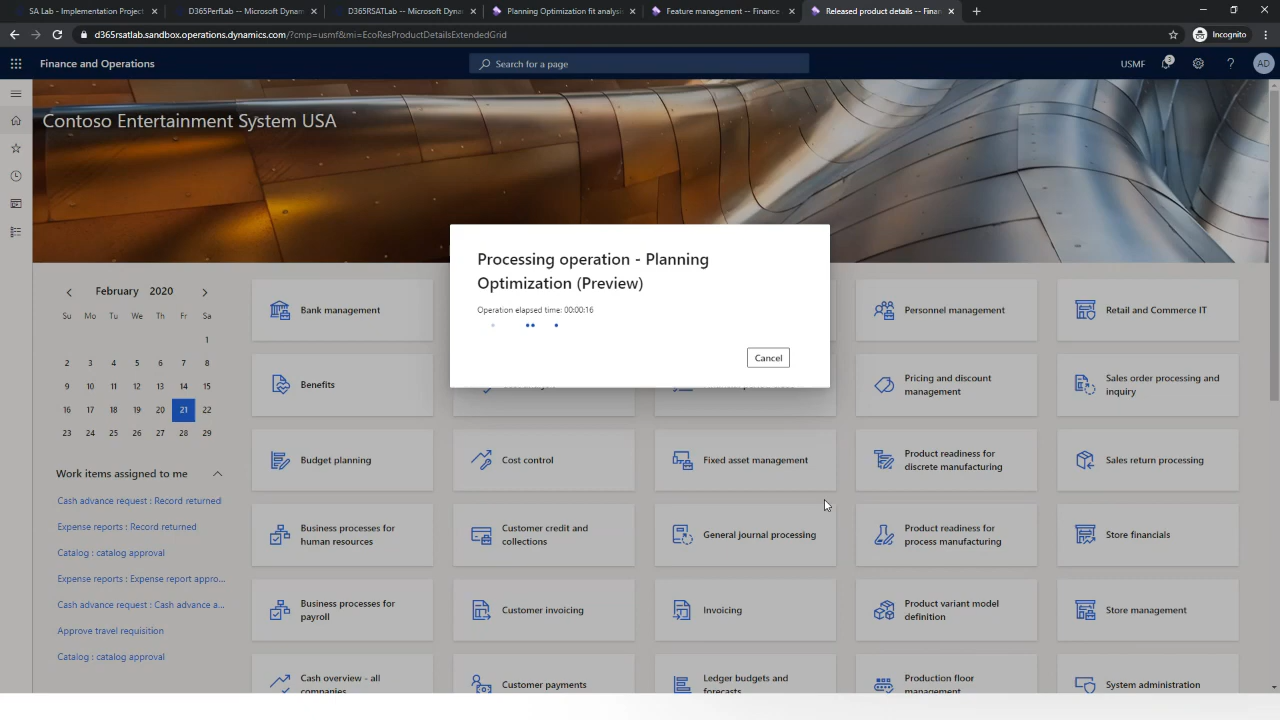 SA Lab - Implementation Project
D365PerfLab -- Microsoft Dynam
D365RSATLab -- Microsoft Dynam
Planning Optimization fit analysis
Feature management -- Finance
Released product details -- Finan
d365rsatlab.sandbox.operations.dynamics.com/?cmp=usmf&mi=EcoResProductDetailsExtendedGrid
Incognito
Finance and Operations
Search for a page
USMF
2
?
AD
Contoso Entertainment System USA
Processing operation - Planning
Optimization (Preview)
Operation elapsed time: 00:00:16
Cancel
February 2020
Su Mo Tu We Th Fr Sa
1
2 3 4 5 6 7 8
9 10 11 12 13 14 15
16 17 18 19 20 21 22
23 24 25 26 27 28 29
Work items assigned to me
Cash advance request : Record returned
Expense reports : Record returned
Catalog : catalog approval
Expense reports : Expense report appro...
Cash advance request : Cash advance a...
Approve travel requisition
Catalog : catalog approval
Bank management
Personnel management
Retail and Commerce IT
Benefits
Pricing and discount
management
Sales order processing and
inquiry
Budget planning
Cost control
Fixed asset management
Product readiness for
discrete manufacturing
Sales return processing
Business processes for
human resources
Customer credit and
collections
General journal processing
Product readiness for
process manufacturing
Store financials
Business processes for
payroll
Customer invoicing
Invoicing
Product variant model
definition
Store management
Cash overview - all
companies
Customer payments
Ledger budgets and
forecasts
Production floor
management
System administration